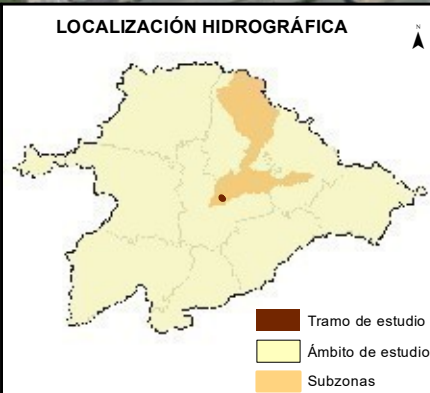 LOCALIZACIÓN HIDROGRÁFICA
N
Tramo de estudio
Ámbito de estudio
Subzonas